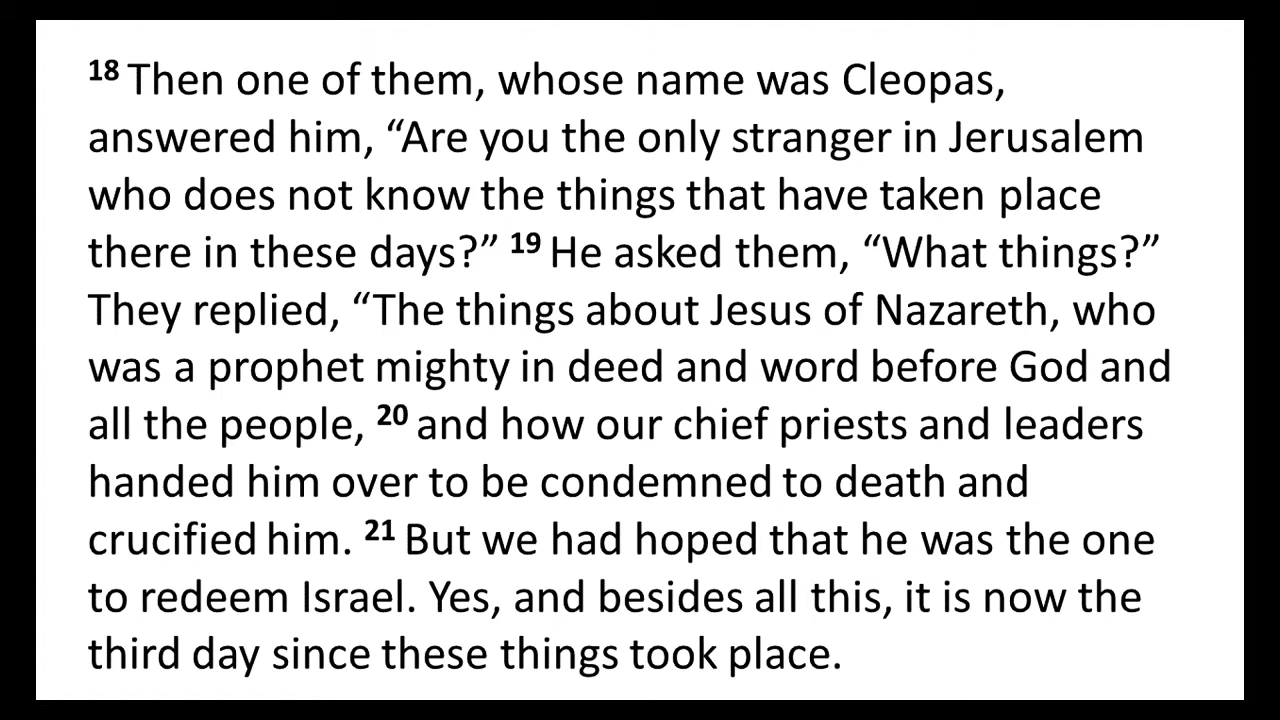 18 Then one of them, whose name was Cleopas,
answered him, “Are you the only stranger in Jerusalem
who does not know the things that have taken place
there in these days?” 19 He asked them, “What things?”
They replied, “The things about Jesus of Nazareth, who
was a prophet mighty in deed and word before God and
all the people, 20 and how our chief priests and leaders
handed him over to be condemned to death and
crucified him. 21 But we had hoped that he was the one
to redeem Israel. Yes, and besides all this, it is now the
third day since these things took place.